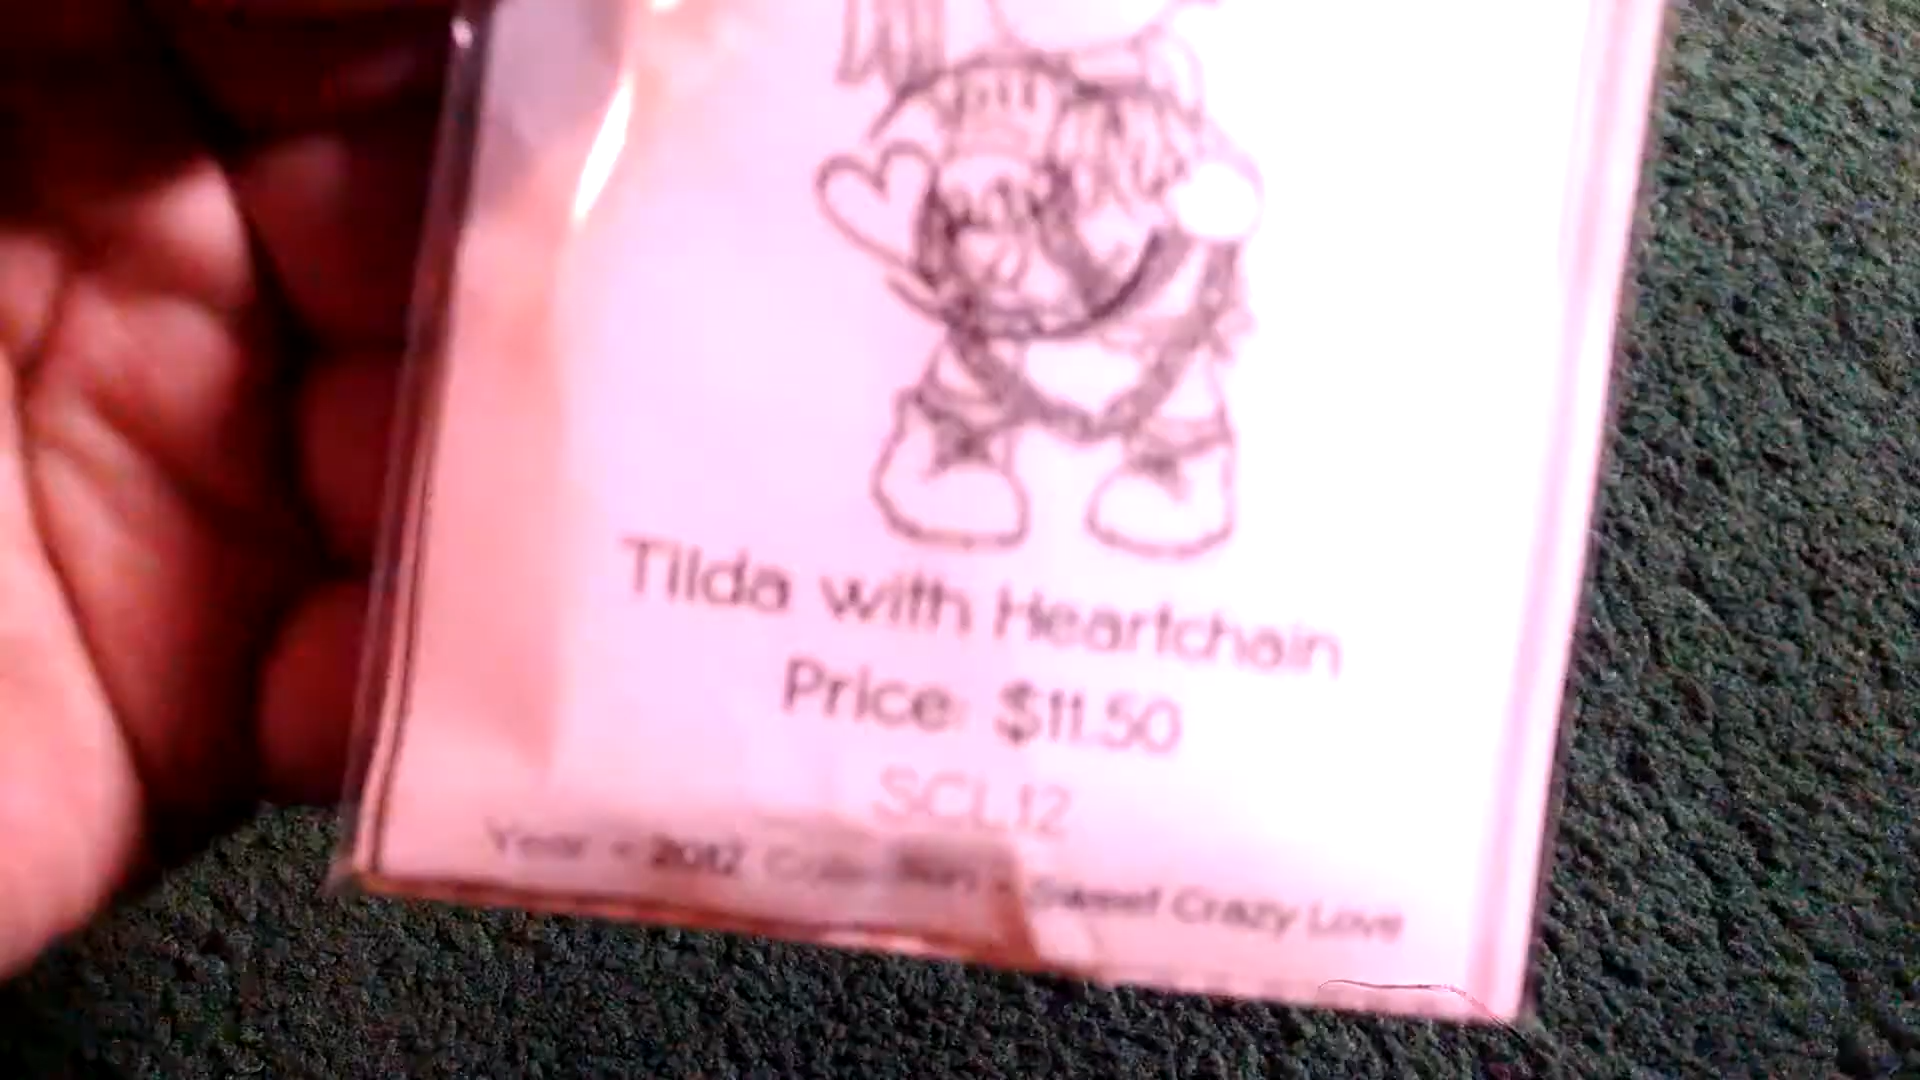 Tilda with Heartchain
Price: $11.50
SCL12
Year - 2012 Collection - Sweet Crazy Love